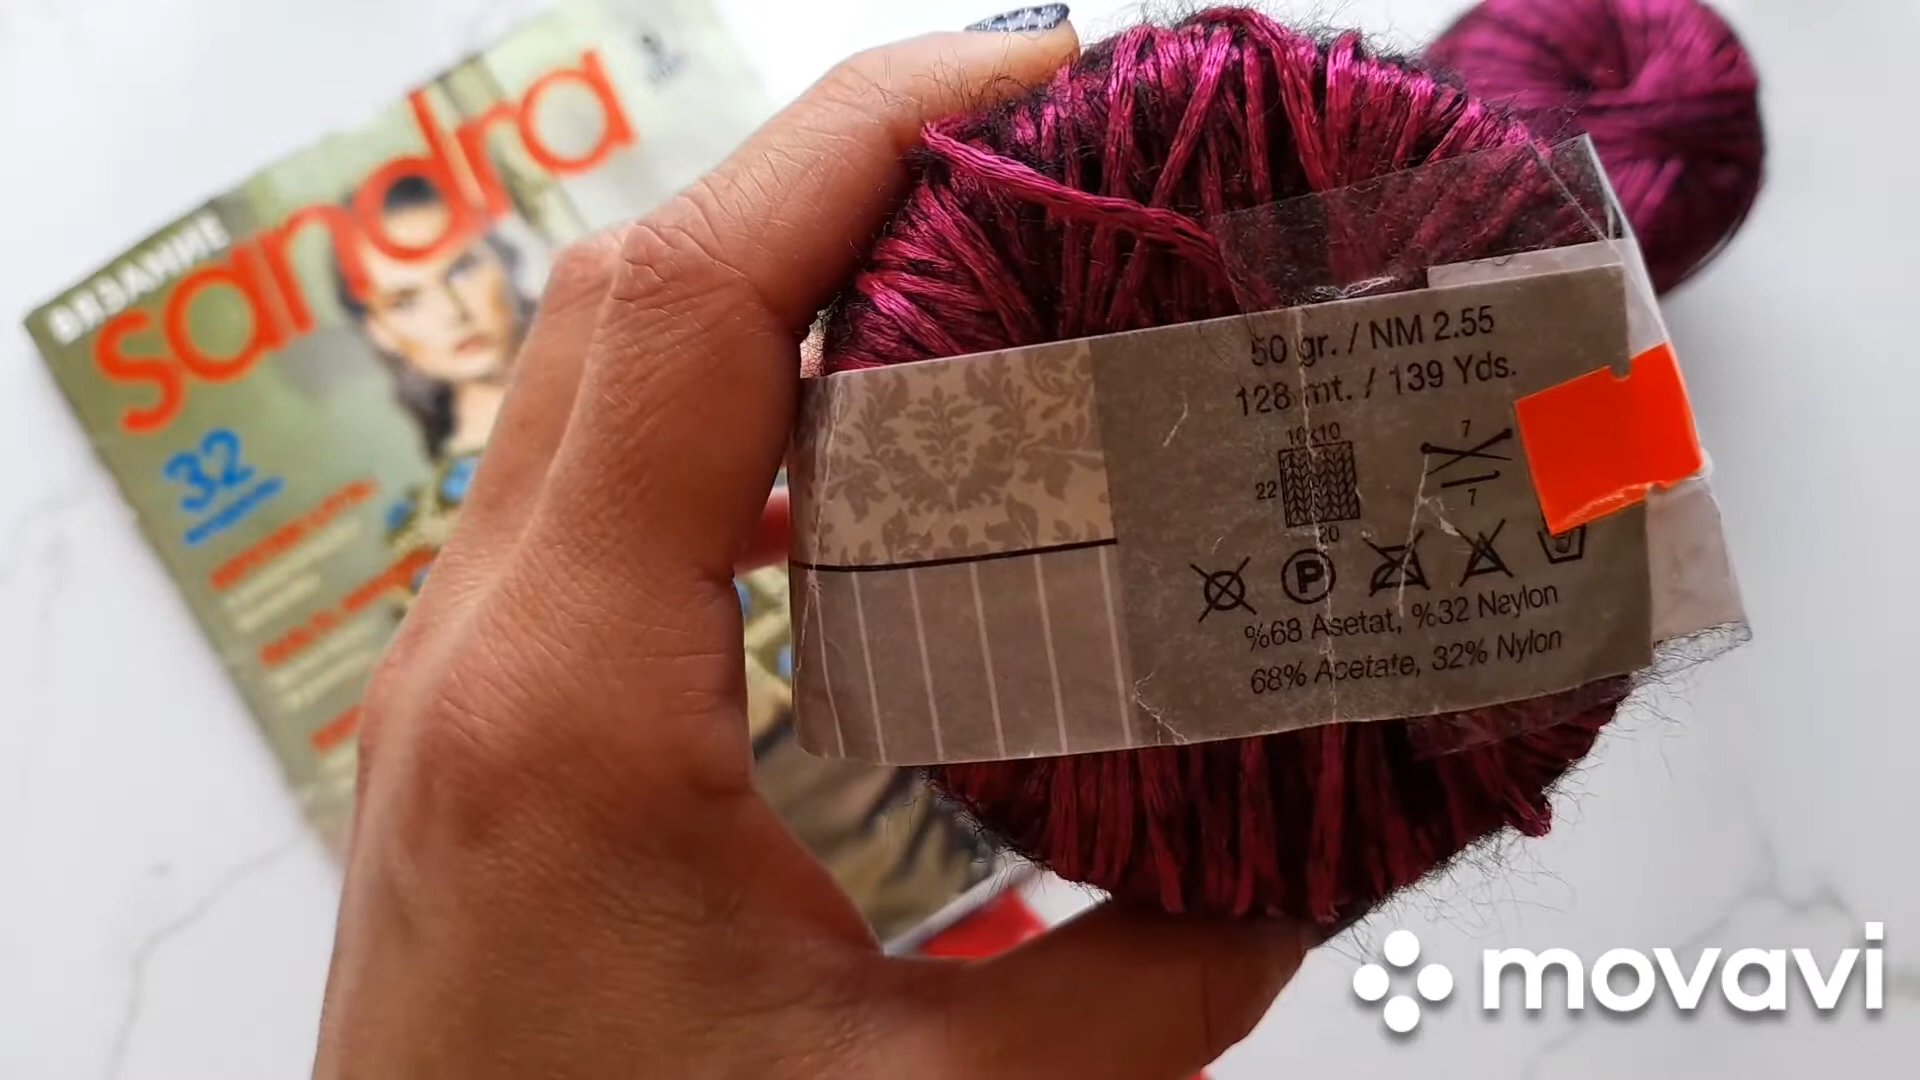 ВЯЗАНИЕ
sandra
32
50 gr. / NM 2.55
128 mt. / 139 Yds.
10x10
22
20
7
7
P
%68 Asetat, %32 Naylon
68% Acetate, 32% Nylon
movavi